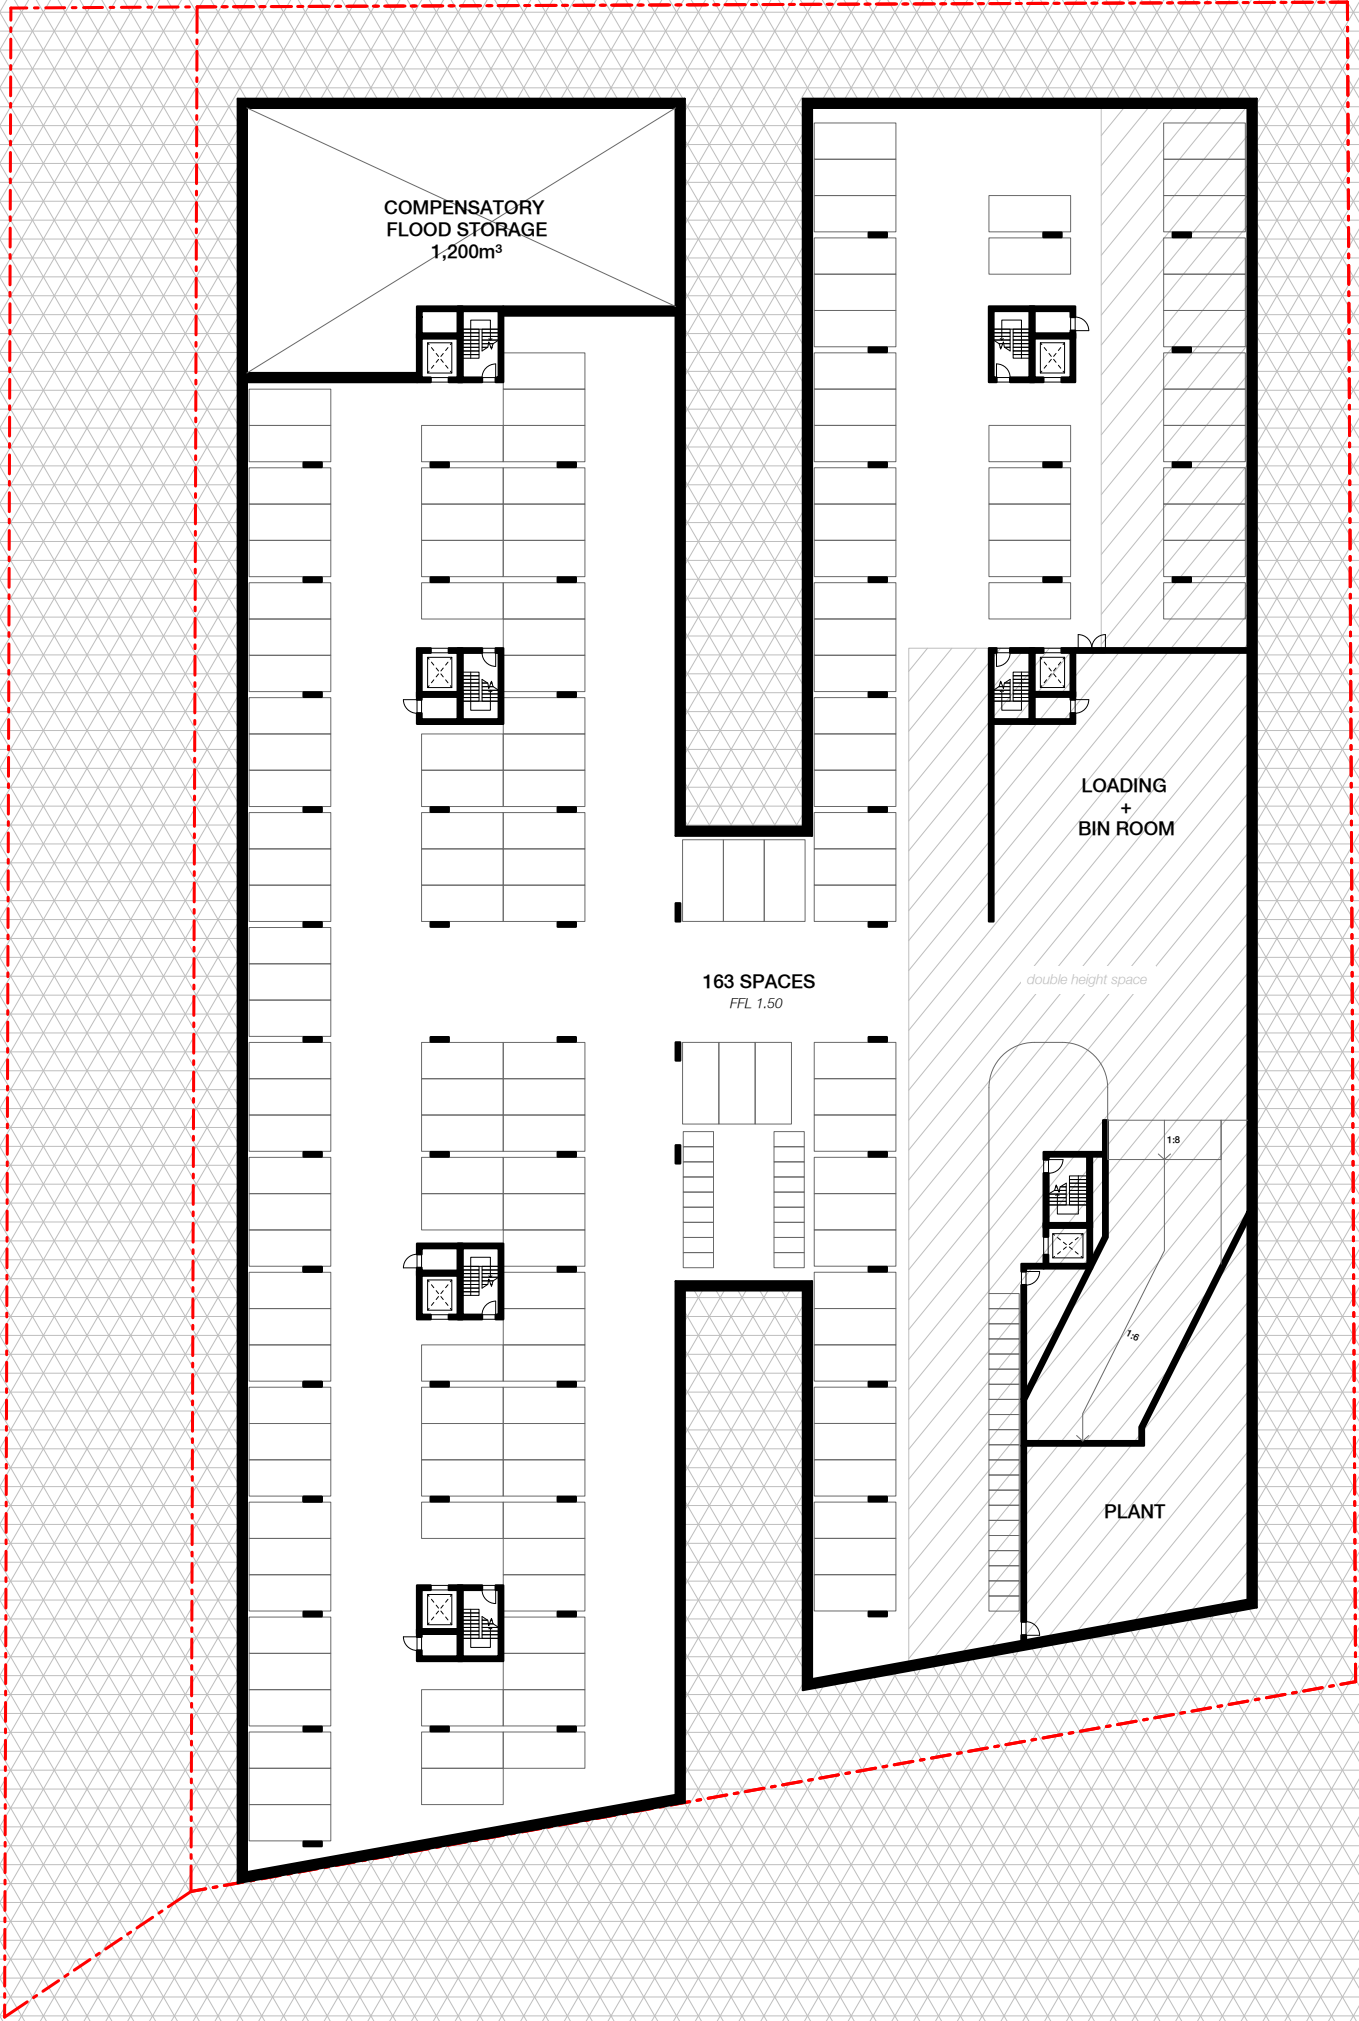 COMPENSATORY
FLOOD STORAGE
1,200m³
LOADING
+
BIN ROOM
163 SPACES
FFL 1.50
double height space
1:8
1:6
PLANT